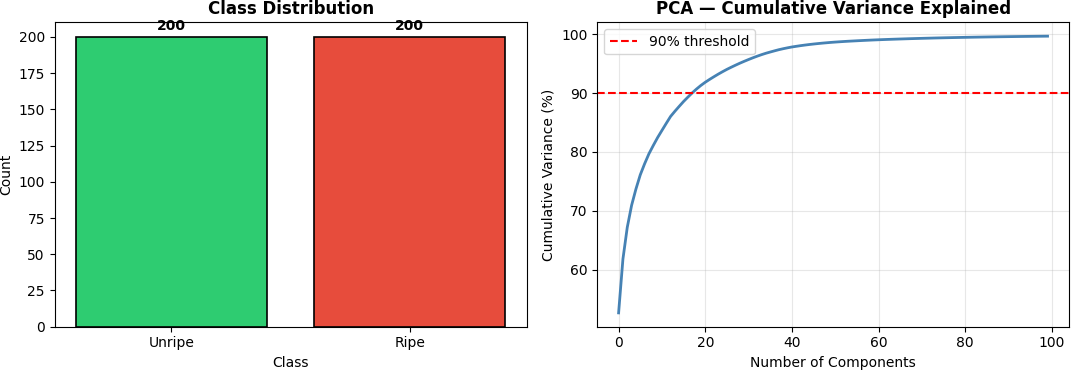 Class Distribution
200
200
200
175
150
125
100
75
50
25
0
Count
Unripe
Ripe
Class
PCA — Cumulative Variance Explained
90% threshold
100
90
80
70
60
Cumulative Variance (%)
0
20
40
60
80
100
Number of Components